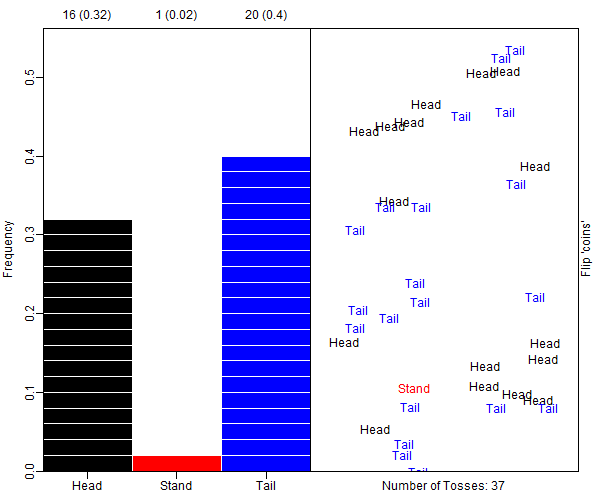 16 (0.32) 1 (0.02) 20 (0.4)
Frequency
0.5
0.4
0.3
0.2
0.1
0.0
Head Stand Tail
Tail
Tail
Head Head
Head
Tail Tail
Head Head Head
Head
Tail
Head
Tail Tail
Tail
Tail
Tail
Tail
Tail
Tail
Tail
Head
Head
Head
Head
Stand
Head
Head
Head
Tail Tail Tail
Head
Tail
Tail
Tail
Number of Tosses: 37
Flip 'coins'